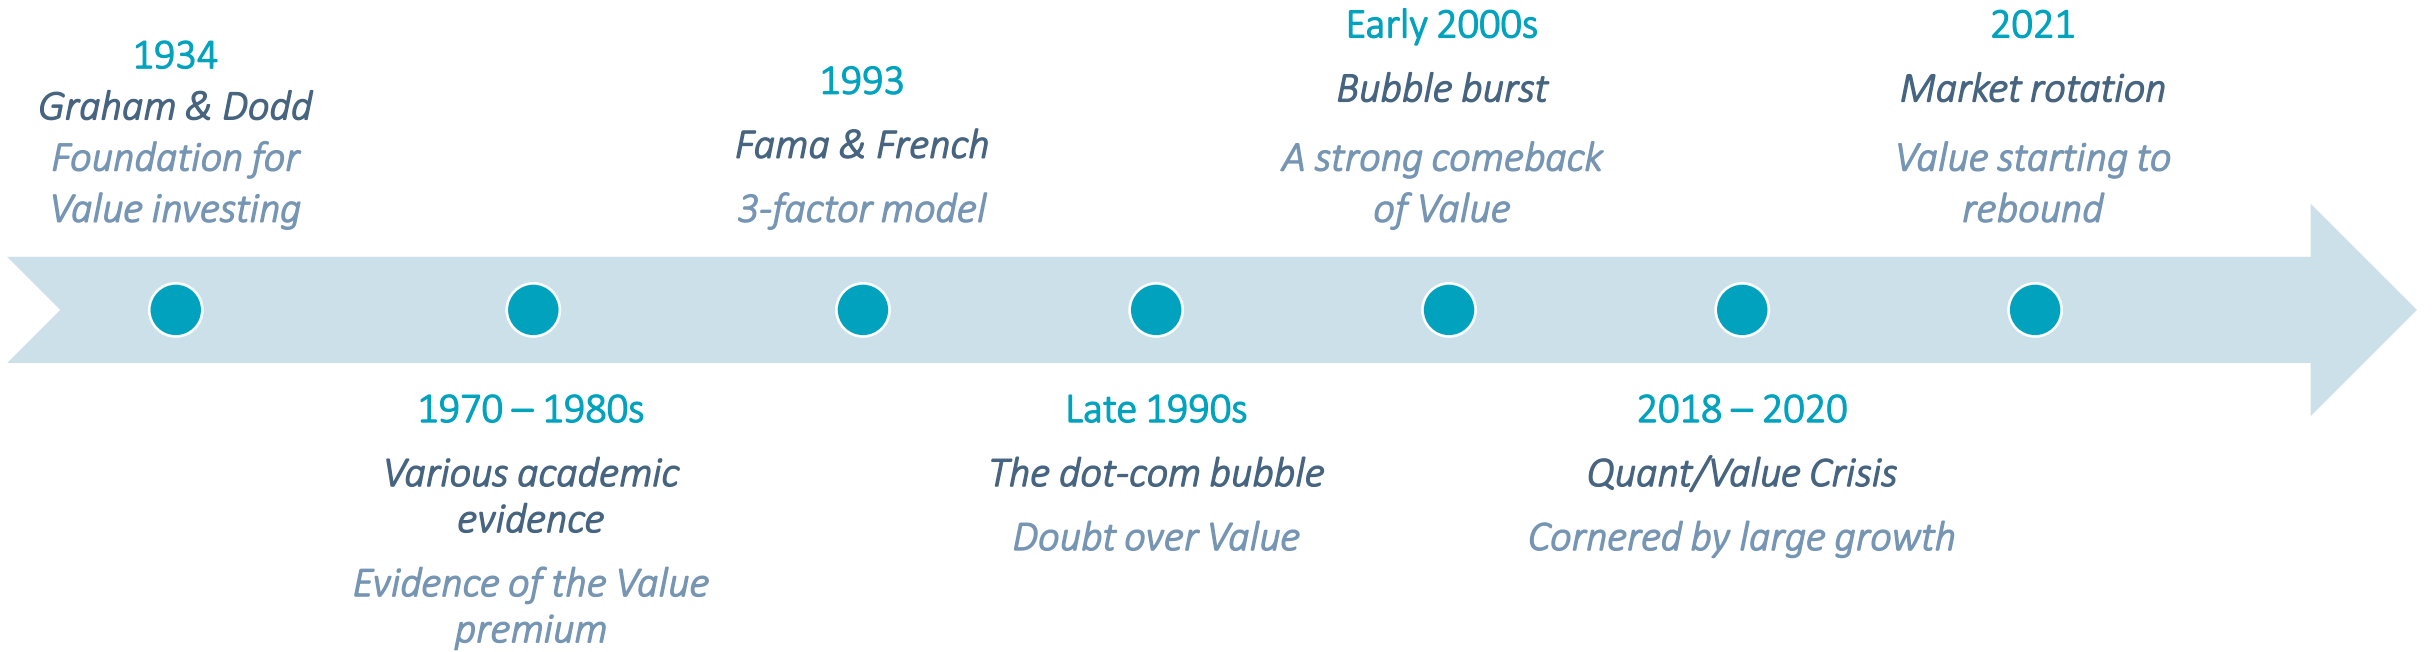 1934
Graham & Dodd
Foundation for
Value investing
1970 – 1980s
Various academic
evidence
Evidence of the Value
premium
1993
Fama & French
3-factor model
Late 1990s
The dot-com bubble
Doubt over Value
Early 2000s
Bubble burst
A strong comeback
of Value
2018 – 2020
Quant/Value Crisis
Cornered by large growth
2021
Market rotation
Value starting to
rebound